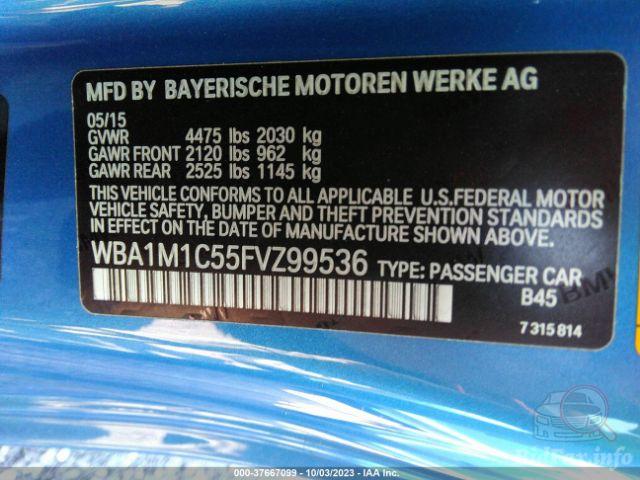 MFD BY BAYERISCHE MOTOREN WERKE AG
05/15
GVWR 4475 lbs 2030 kg
GAWR FRONT 2120 lbs 962 kg
GAWR REAR 2525 lbs 1145 kg
THIS VEHICLE CONFORMS TO ALL APPLICABLE U.S.FEDERAL MOTOR
VEHICLE SAFETY, BUMPER AND THEFT PREVENTION STANDARDS
IN EFFECT ON THE DATE OF MANUFACTURE SHOWN ABOVE.
WBA1M1C55FVZ99536 TYPE: PASSENGER CAR
B45
7 315 814
BidFax.info
© COPART - 37667099 - 10/03/2023 - IAA Inc.